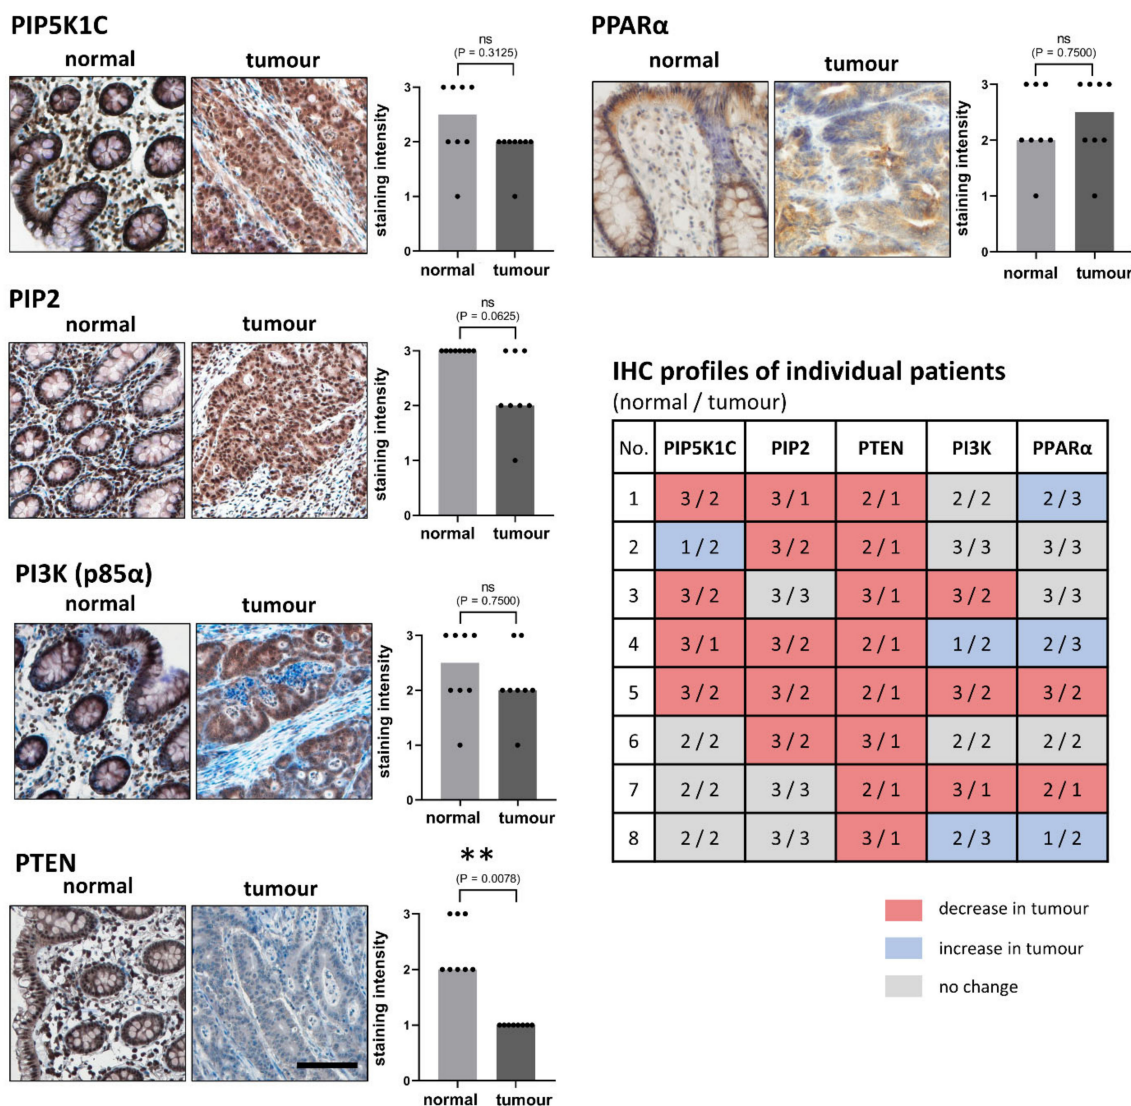 PIP5K1C
normal
tumour
ns
(P = 0.3125)
staining intensity
3
2
1
0
normal
tumour
PPARα
normal
tumour
ns
(P = 0.7500)
staining intensity
3
2
1
0
normal
tumour
PIP2
normal
tumour
ns
(P = 0.0625)
staining intensity
3
2
1
0
normal
tumour
PI3K (p85α)
normal
tumour
ns
(P = 0.7500)
staining intensity
3
2
1
0
normal
tumour
PTEN
normal
tumour
**
(P = 0.0078)
staining intensity
3
2
1
0
normal
tumour
IHC profiles of individual patients
(normal / tumour)
No. PIP5K1C PIP2 PTEN PI3K PPARα
1 3 / 2 3 / 1 2 / 1 2 / 2 2 / 3
2 1 / 2 3 / 2 2 / 1 3 / 3 3 / 3
3 3 / 2 3 / 3 3 / 1 3 / 2 3 / 3
4 3 / 1 3 / 2 2 / 1 1 / 2 2 / 3
5 3 / 2 3 / 2 2 / 1 3 / 2 3 / 2
6 2 / 2 3 / 2 3 / 1 2 / 2 2 / 2
7 2 / 2 3 / 3 2 / 1 3 / 1 2 / 1
8 2 / 2 3 / 3 3 / 1 2 / 3 1 / 2
decrease in tumour
increase in tumour
no change